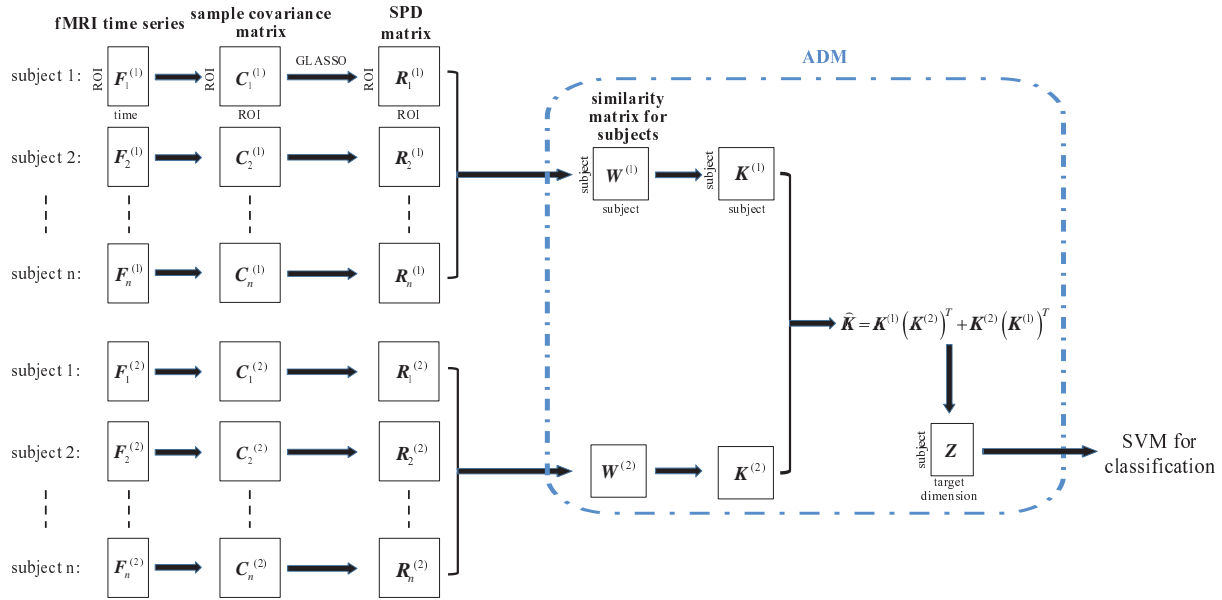 fMRI time series
sample covariance
matrix
SPD
matrix
subject 1:
ROI
F₁⁽¹⁾
time
ROI
C₁⁽¹⁾
ROI
GLASSO
ROI
R₁⁽¹⁾
ROI
subject 2:
F₂⁽¹⁾
C₂⁽¹⁾
R₂⁽¹⁾
subject n:
Fₙ⁽¹⁾
Cₙ⁽¹⁾
Rₙ⁽¹⁾
subject 1:
F₁⁽²⁾
C₁⁽²⁾
R₁⁽²⁾
subject 2:
F₂⁽²⁾
C₂⁽²⁾
R₂⁽²⁾
subject n:
Fₙ⁽²⁾
Cₙ⁽²⁾
Rₙ⁽²⁾
ADM
similarity
matrix for
subjects
subject
W⁽¹⁾
subject
subject
K⁽¹⁾
subject
W⁽²⁾
K⁽²⁾
K̂ = K⁽¹⁾(K⁽²⁾)ᵀ + K⁽²⁾(K⁽¹⁾)ᵀ
subject
Z
target
dimension
SVM for
classification